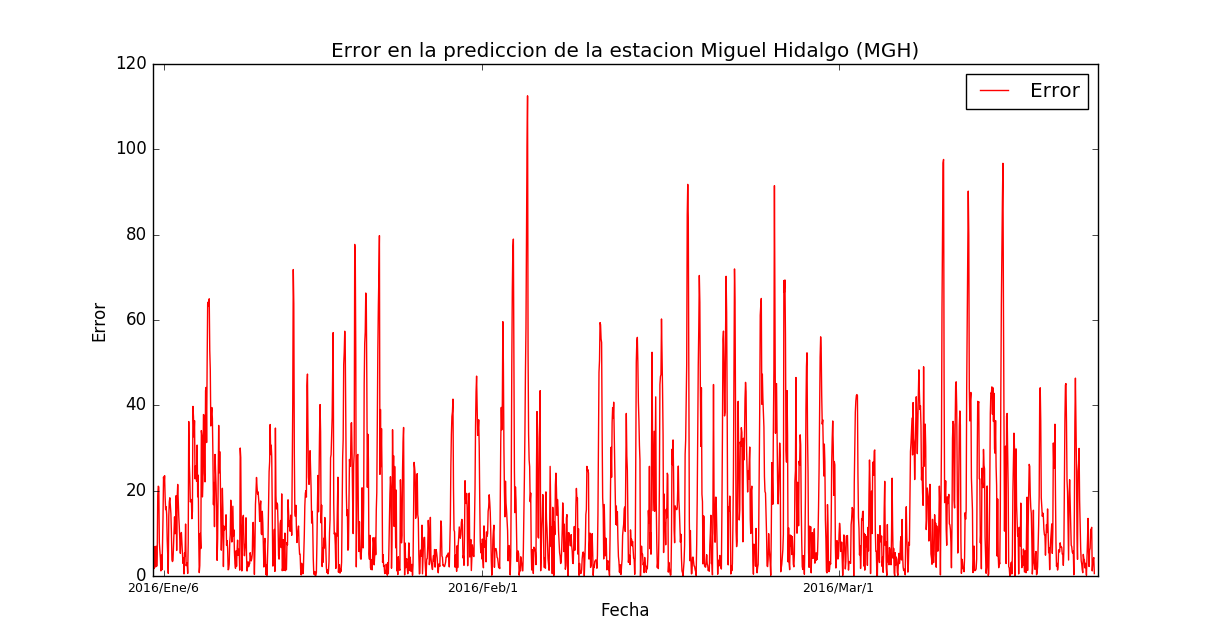 Error en la prediccion de la estacion Miguel Hidalgo (MGH)
120
100
80
60
40
20
0
Error
Error
2016/Ene/6
2016/Feb/1
2016/Mar/1
Fecha